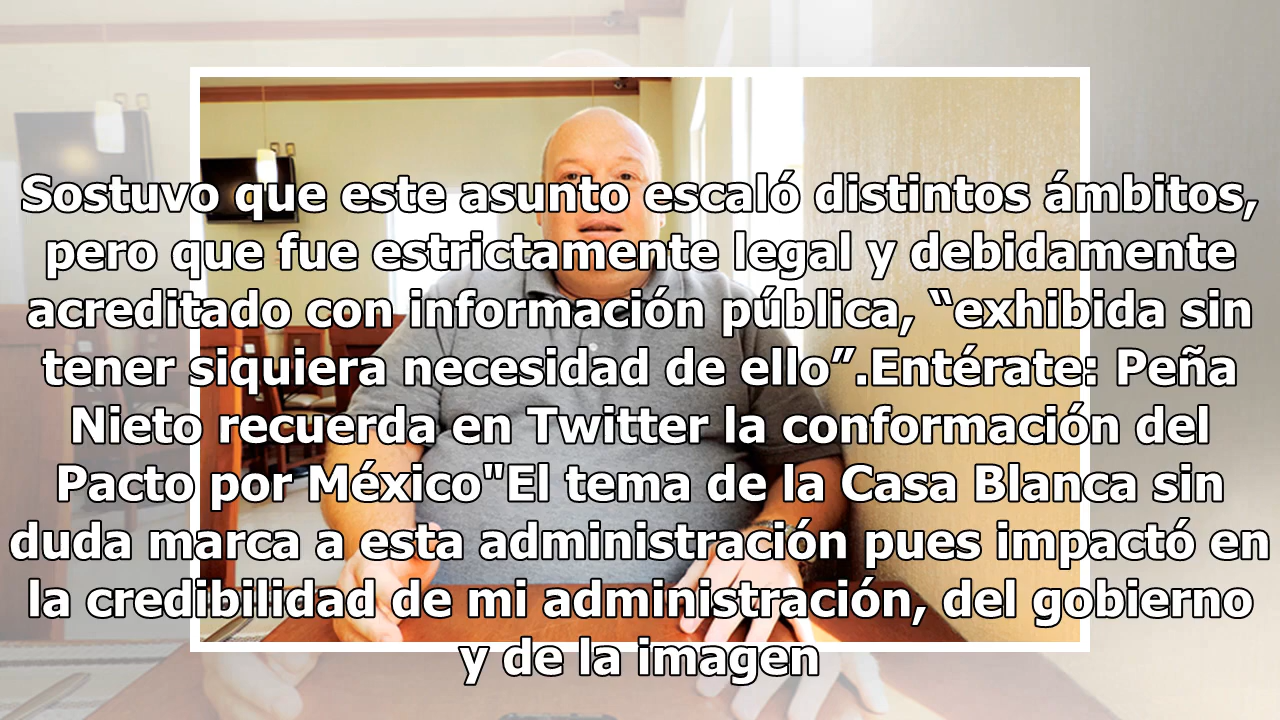 Sostuvo que este asunto escaló distintos ámbitos,
pero que fue estrictamente legal y debidamente
acreditado con información pública, “exhibida sin
tener siquiera necesidad de ello”.Entérate: Peña
Nieto recuerda en Twitter la conformación del
Pacto por México"El tema de la Casa Blanca sin
duda marca a esta administración pues impactó en
la credibilidad de mi administración, del gobierno
y de la imagen